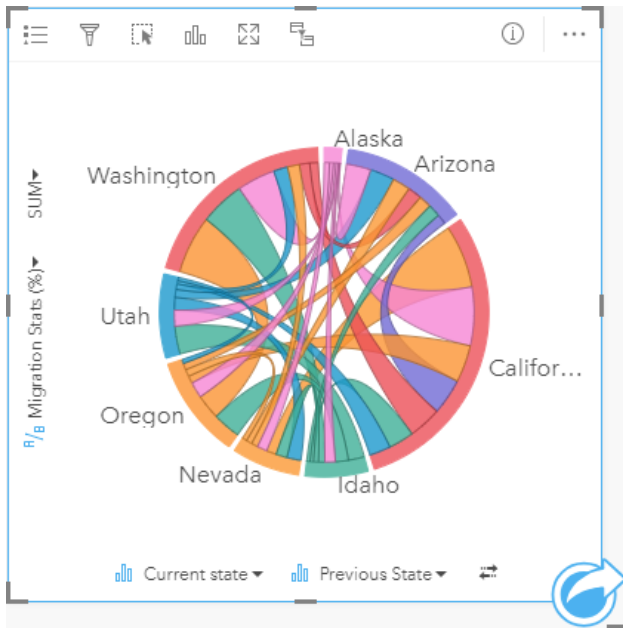 Alaska
Arizona
Washington
Utah
Califor...
Oregon
Nevada
Idaho
SUM
Migration Stats (%)
A/B
Current state
Previous State